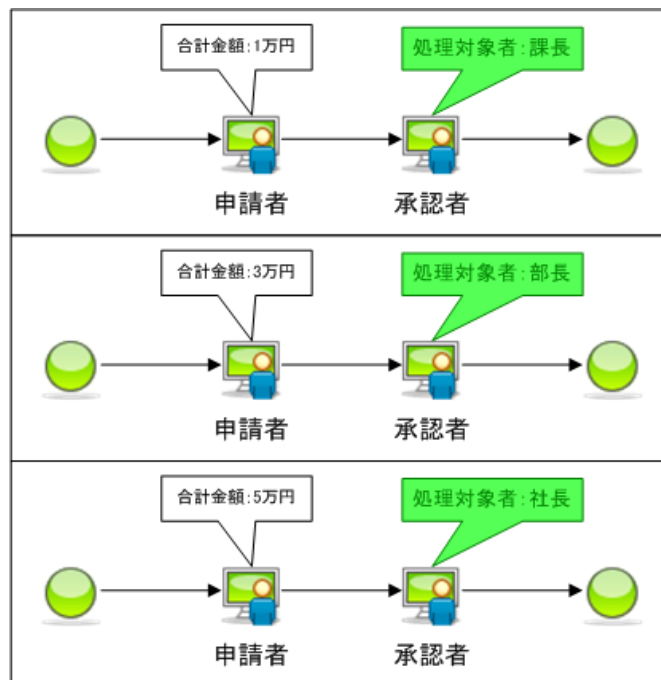 合計金額:1万円
処理対象者:課長
申請者
承認者
合計金額:3万円
処理対象者:部長
申請者
承認者
合計金額:5万円
処理対象者:社長
申請者
承認者